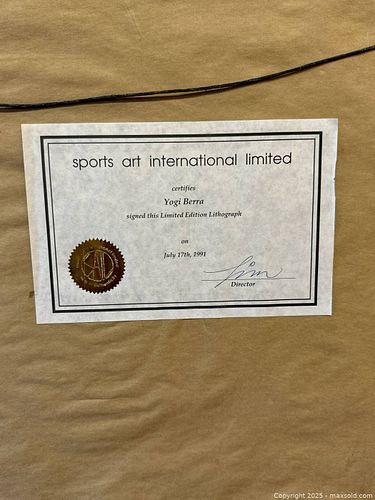 sports art international limited
certifies
Yogi Berra
signed this Limited Edition Lithograph
on
July 17th, 1991
Director
Copyright 2025 - maxsold.com